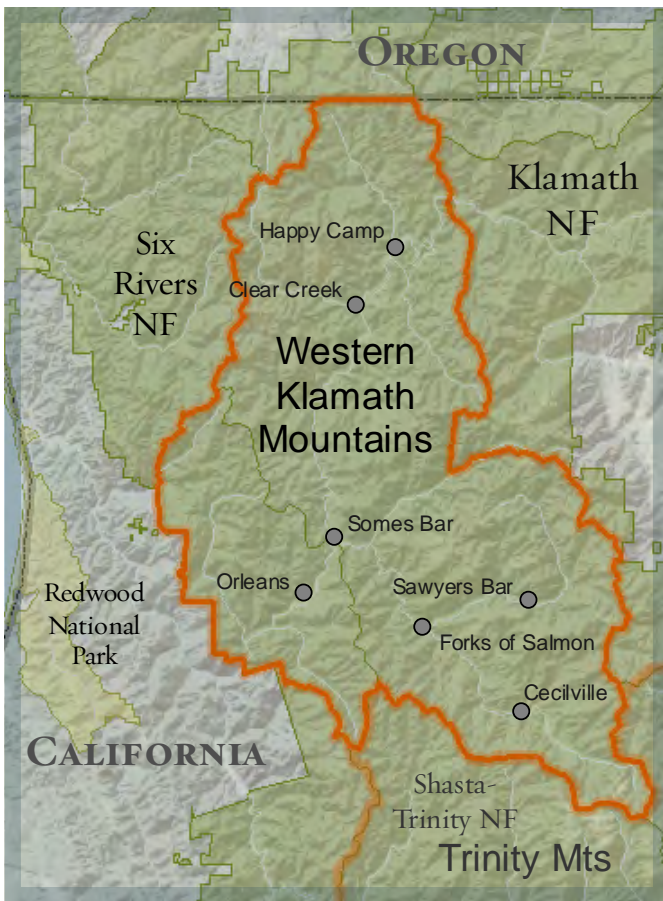 OREGON
Klamath
NF
Happy Camp
Six
Rivers
NF
Clear Creek
Western
Klamath
Mountains
Somes Bar
Orleans
Sawyers Bar
Redwood
National
Park
Forks of Salmon
Cecilville
CALIFORNIA
Shasta-
Trinity NF
Trinity Mts